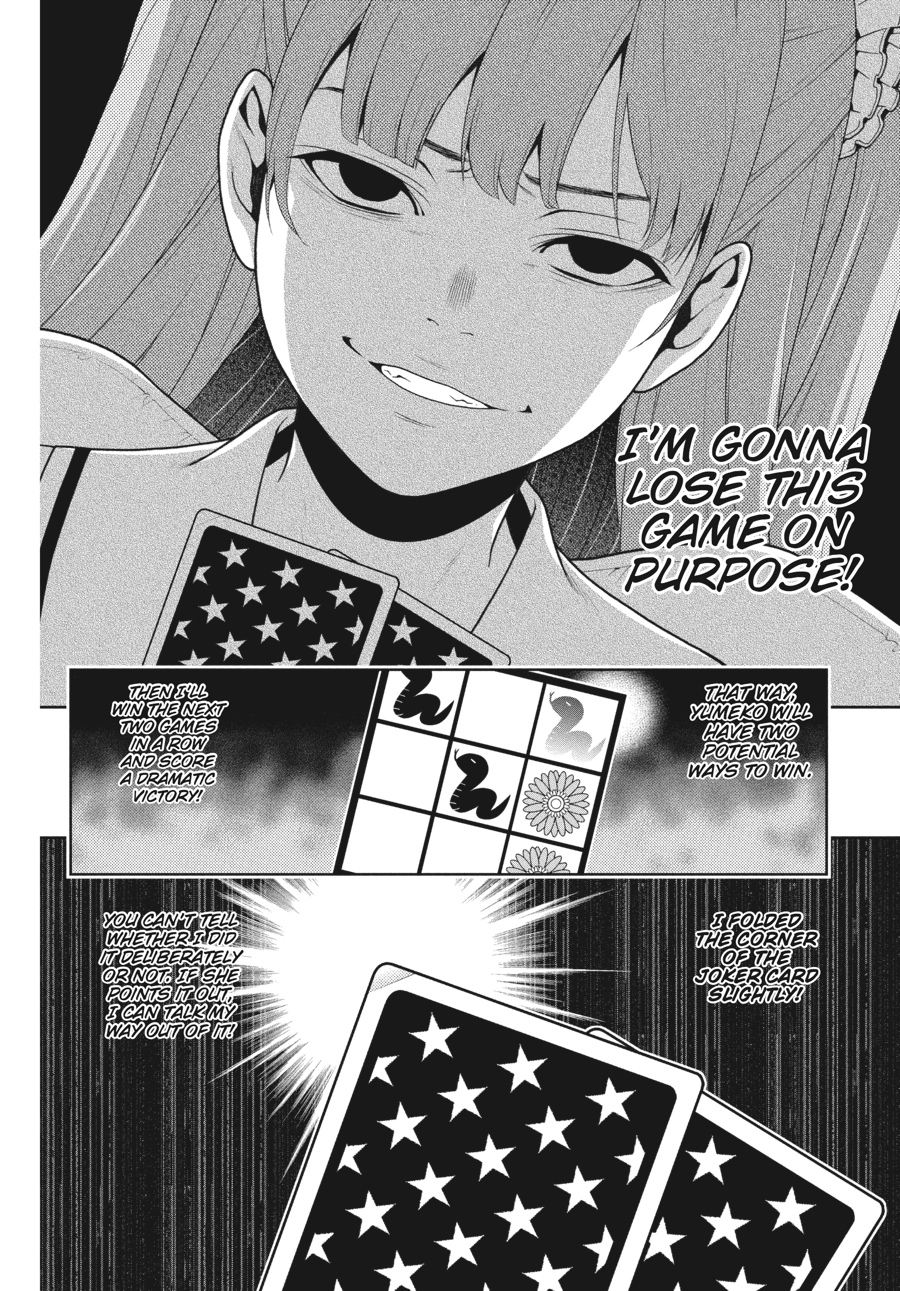 I'M GONNA
LOSE THIS
GAME ON
PURPOSE!
THAT WAY,
YUMEKO WILL
HAVE TWO
POTENTIAL
WAYS TO WIN.
THEN I'LL
WIN THE NEXT
TWO GAMES
IN A ROW
AND SCORE
A DRAMATIC
VICTORY!
I FOLDED
THE CORNER
OF THE
JOKER CARD
SLIGHTLY!
YOU CAN'T TELL
WHETHER I DID
IT DELIBERATELY
OR NOT. IF SHE
POINTS IT OUT,
I CAN TALK MY
WAY OUT OF IT!